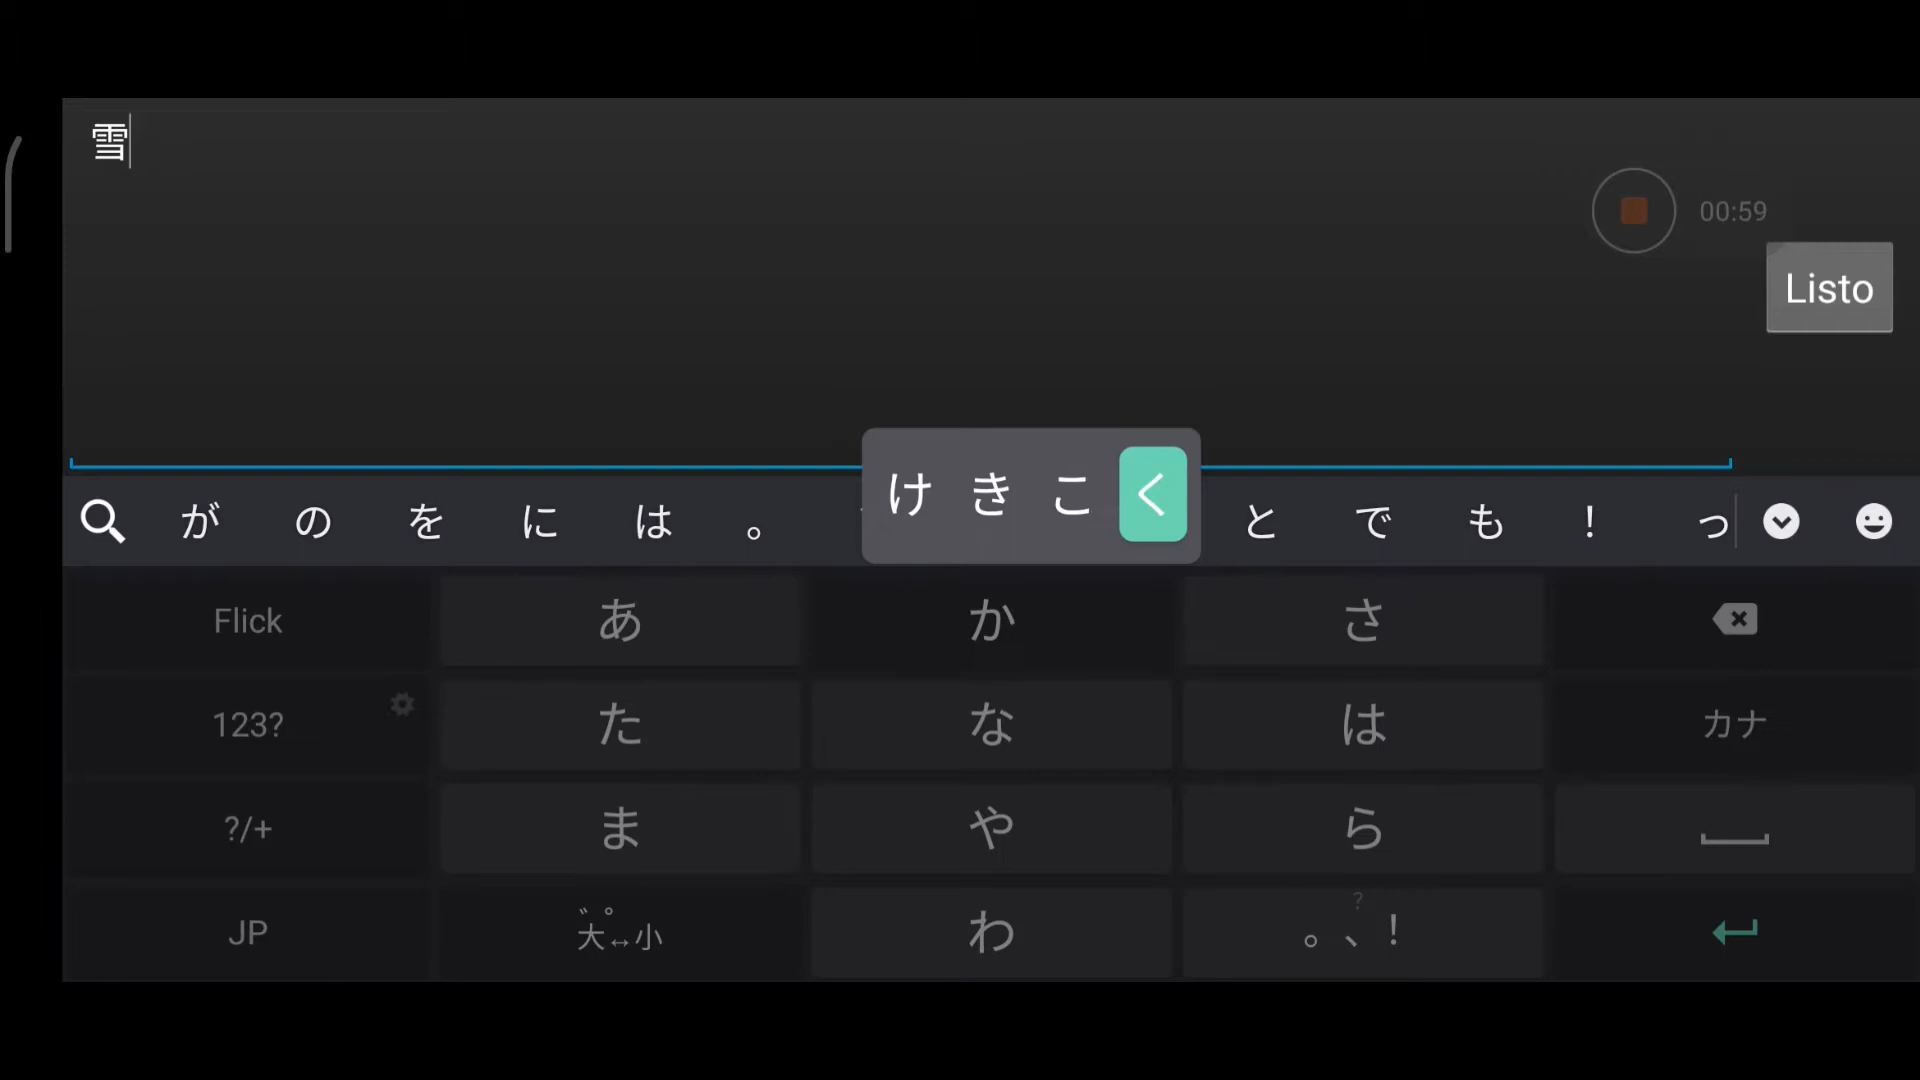 雪
00:59
Listo
け き こ く
が の を に は 。 と で も ! っ
Flick あ か さ
123? た な は カナ
?/+ ま や ら
JP 大↔小 わ 。、! ?